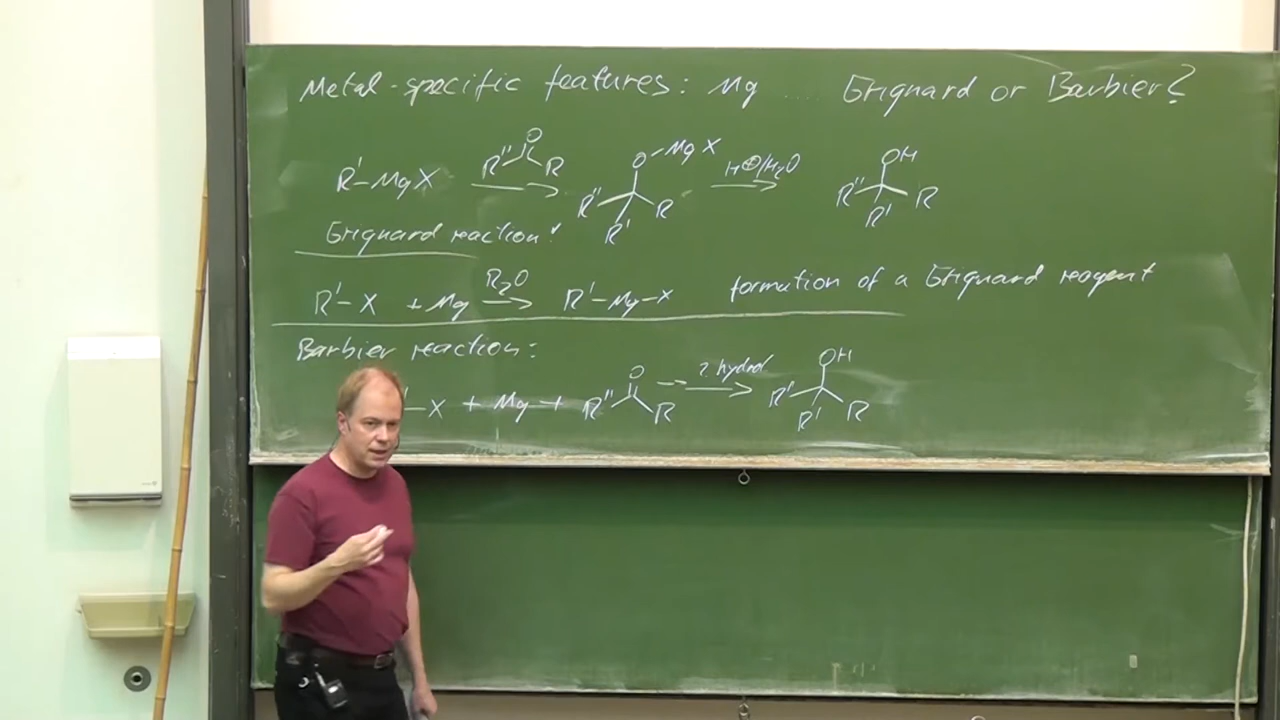 Metal-specific features: Mg .... Grignard or Barbier?
R'-MgX R'' O R O-MgX R'' R' R H⊕/H2O OH R'' R' R
Grignard reaction!
R'-X + Mg R2O R'-Mg-X formation of a Grignard reagent
Barbier reaction:
-X + Mg + R'' O R 2. hydrol. OH R'' R' R